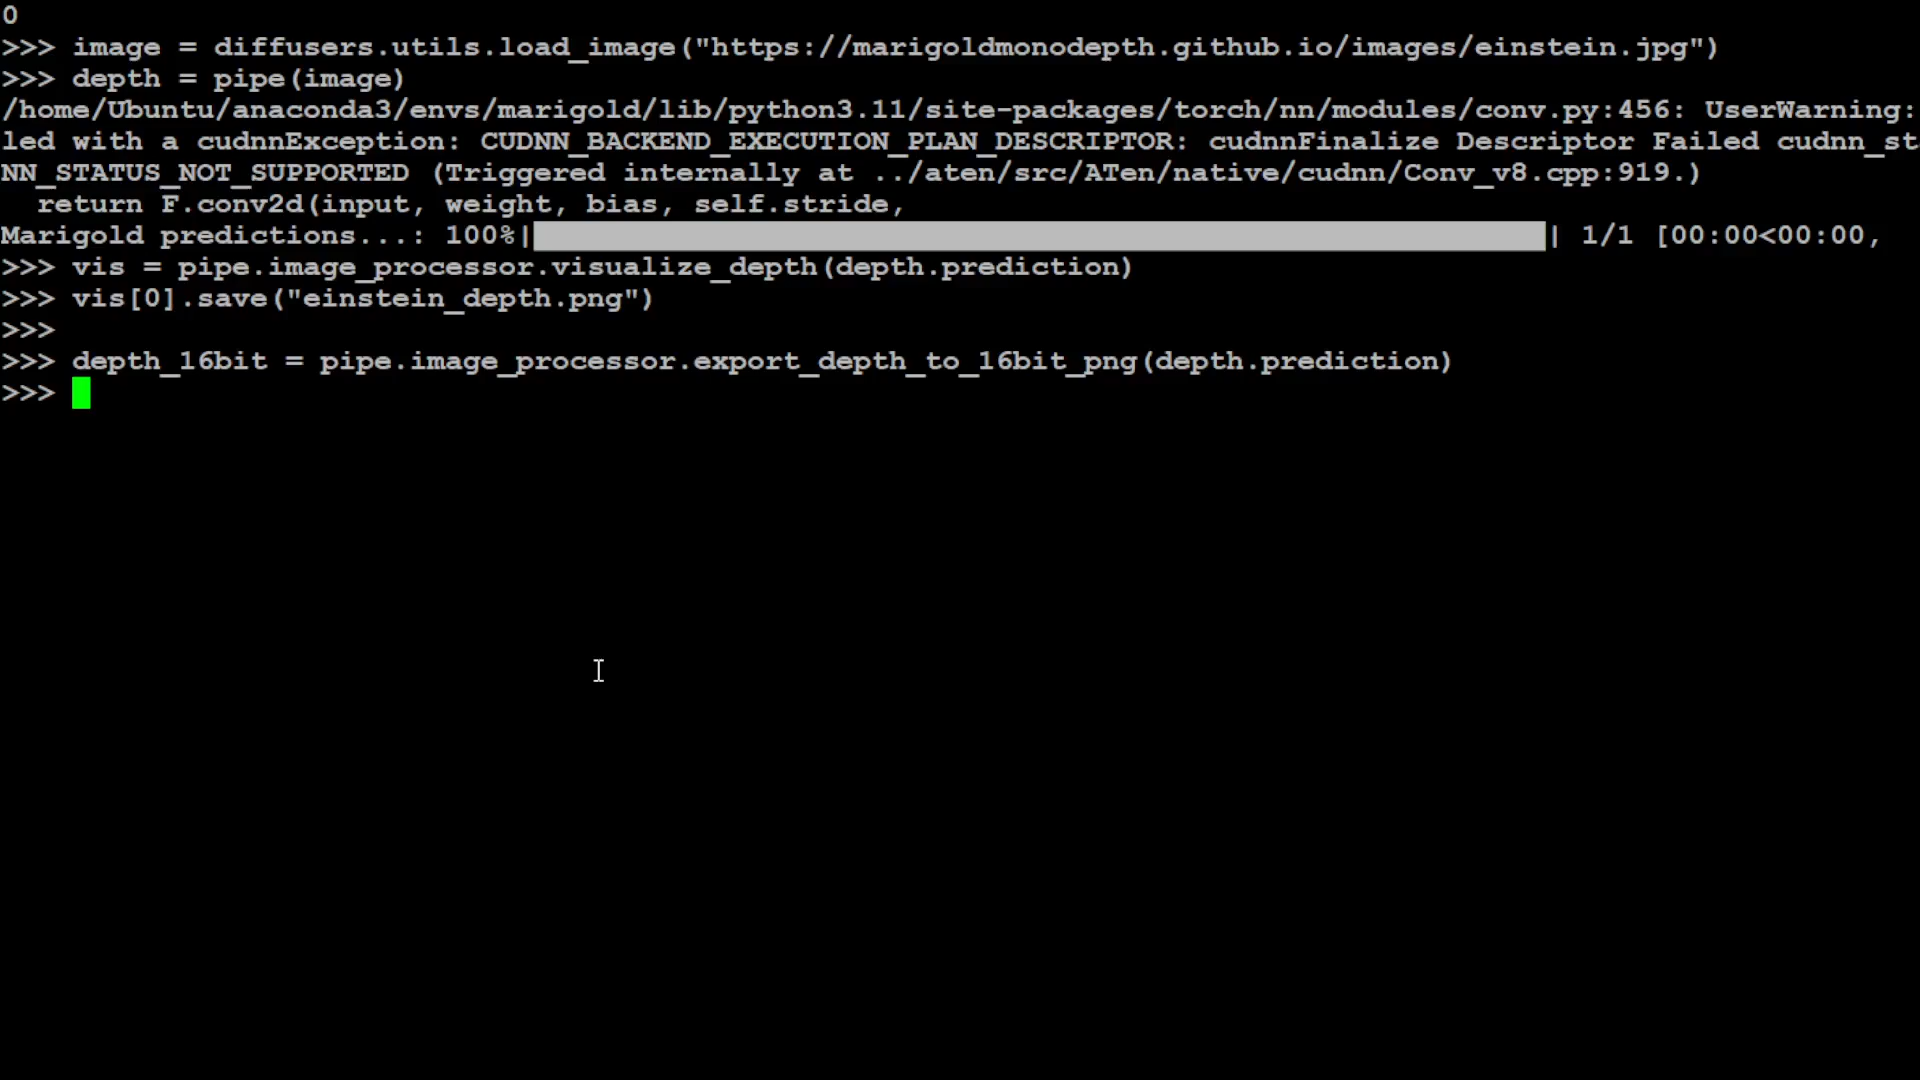 0
>>> image = diffusers.utils.load_image("https://marigoldmonodepth.github.io/images/einstein.jpg")
>>> depth = pipe(image)
/home/Ubuntu/anaconda3/envs/marigold/lib/python3.11/site-packages/torch/nn/modules/conv.py:456: UserWarning:
led with a cudnnException: CUDNN_BACKEND_EXECUTION_PLAN_DESCRIPTOR: cudnnFinalize Descriptor Failed cudnn_st
NN_STATUS_NOT_SUPPORTED (Triggered internally at ../aten/src/ATen/native/cudnn/Conv_v8.cpp:919.)
  return F.conv2d(input, weight, bias, self.stride,
Marigold predictions...: 100%| | 1/1 [00:00<00:00,
>>> vis = pipe.image_processor.visualize_depth(depth.prediction)
>>> vis[0].save("einstein_depth.png")
>>>
>>> depth_16bit = pipe.image_processor.export_depth_to_16bit_png(depth.prediction)
>>>